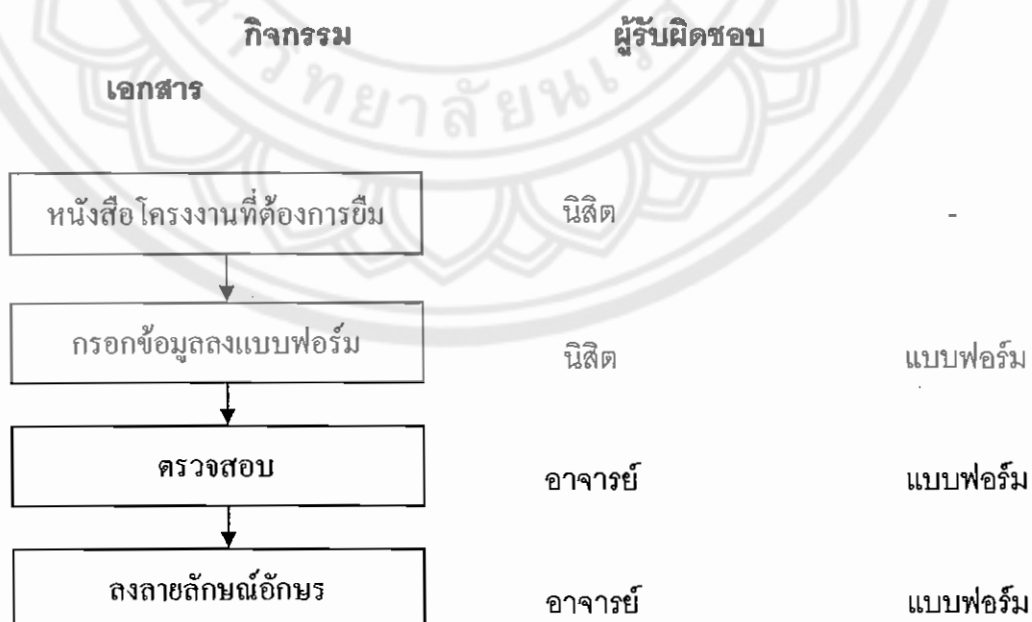 กิจกรรม ผู้รับผิดชอบ
เอกสาร
หนังสือโครงงานที่ต้องการยืม นิสิต -
กรอกข้อมูลลงแบบฟอร์ม นิสิต แบบฟอร์ม
ตรวจสอบ อาจารย์ แบบฟอร์ม
ลงลายลักษณ์อักษร อาจารย์ แบบฟอร์ม